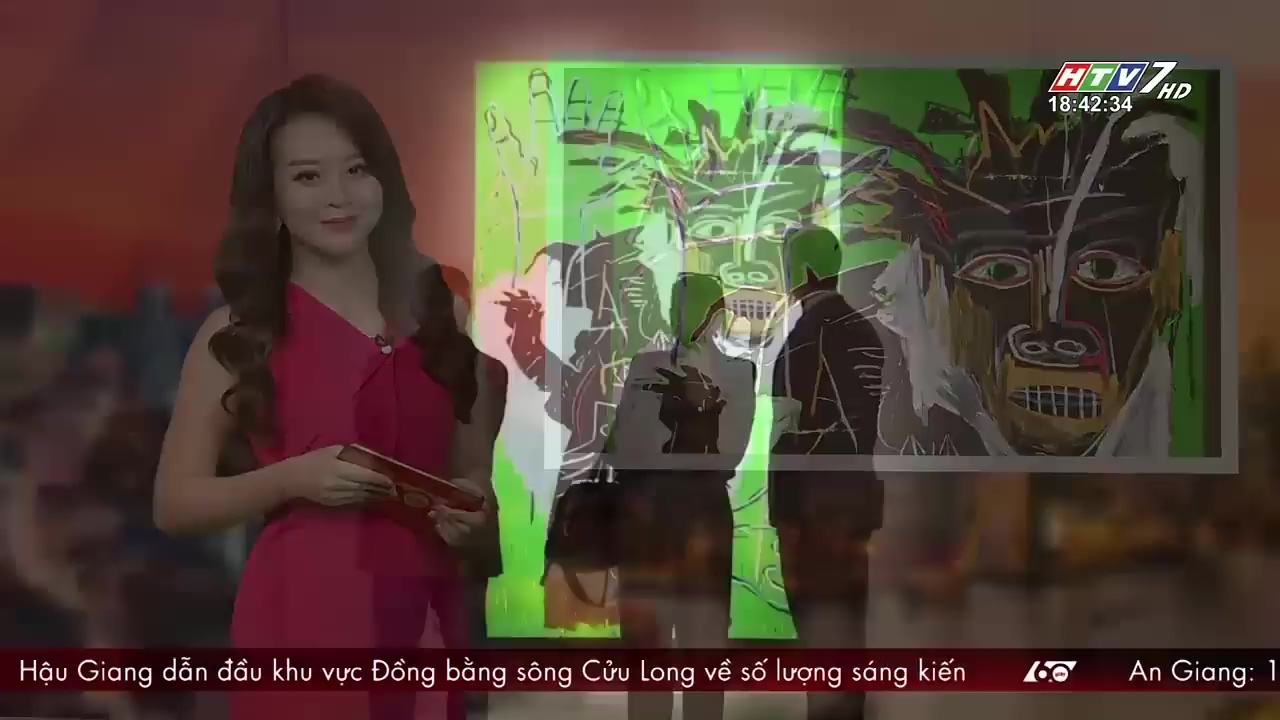 HTV7 HD
18:42:34
Hậu Giang dẫn đầu khu vực Đồng bằng sông Cửu Long về số lượng sáng kiến 60 An Giang: 1